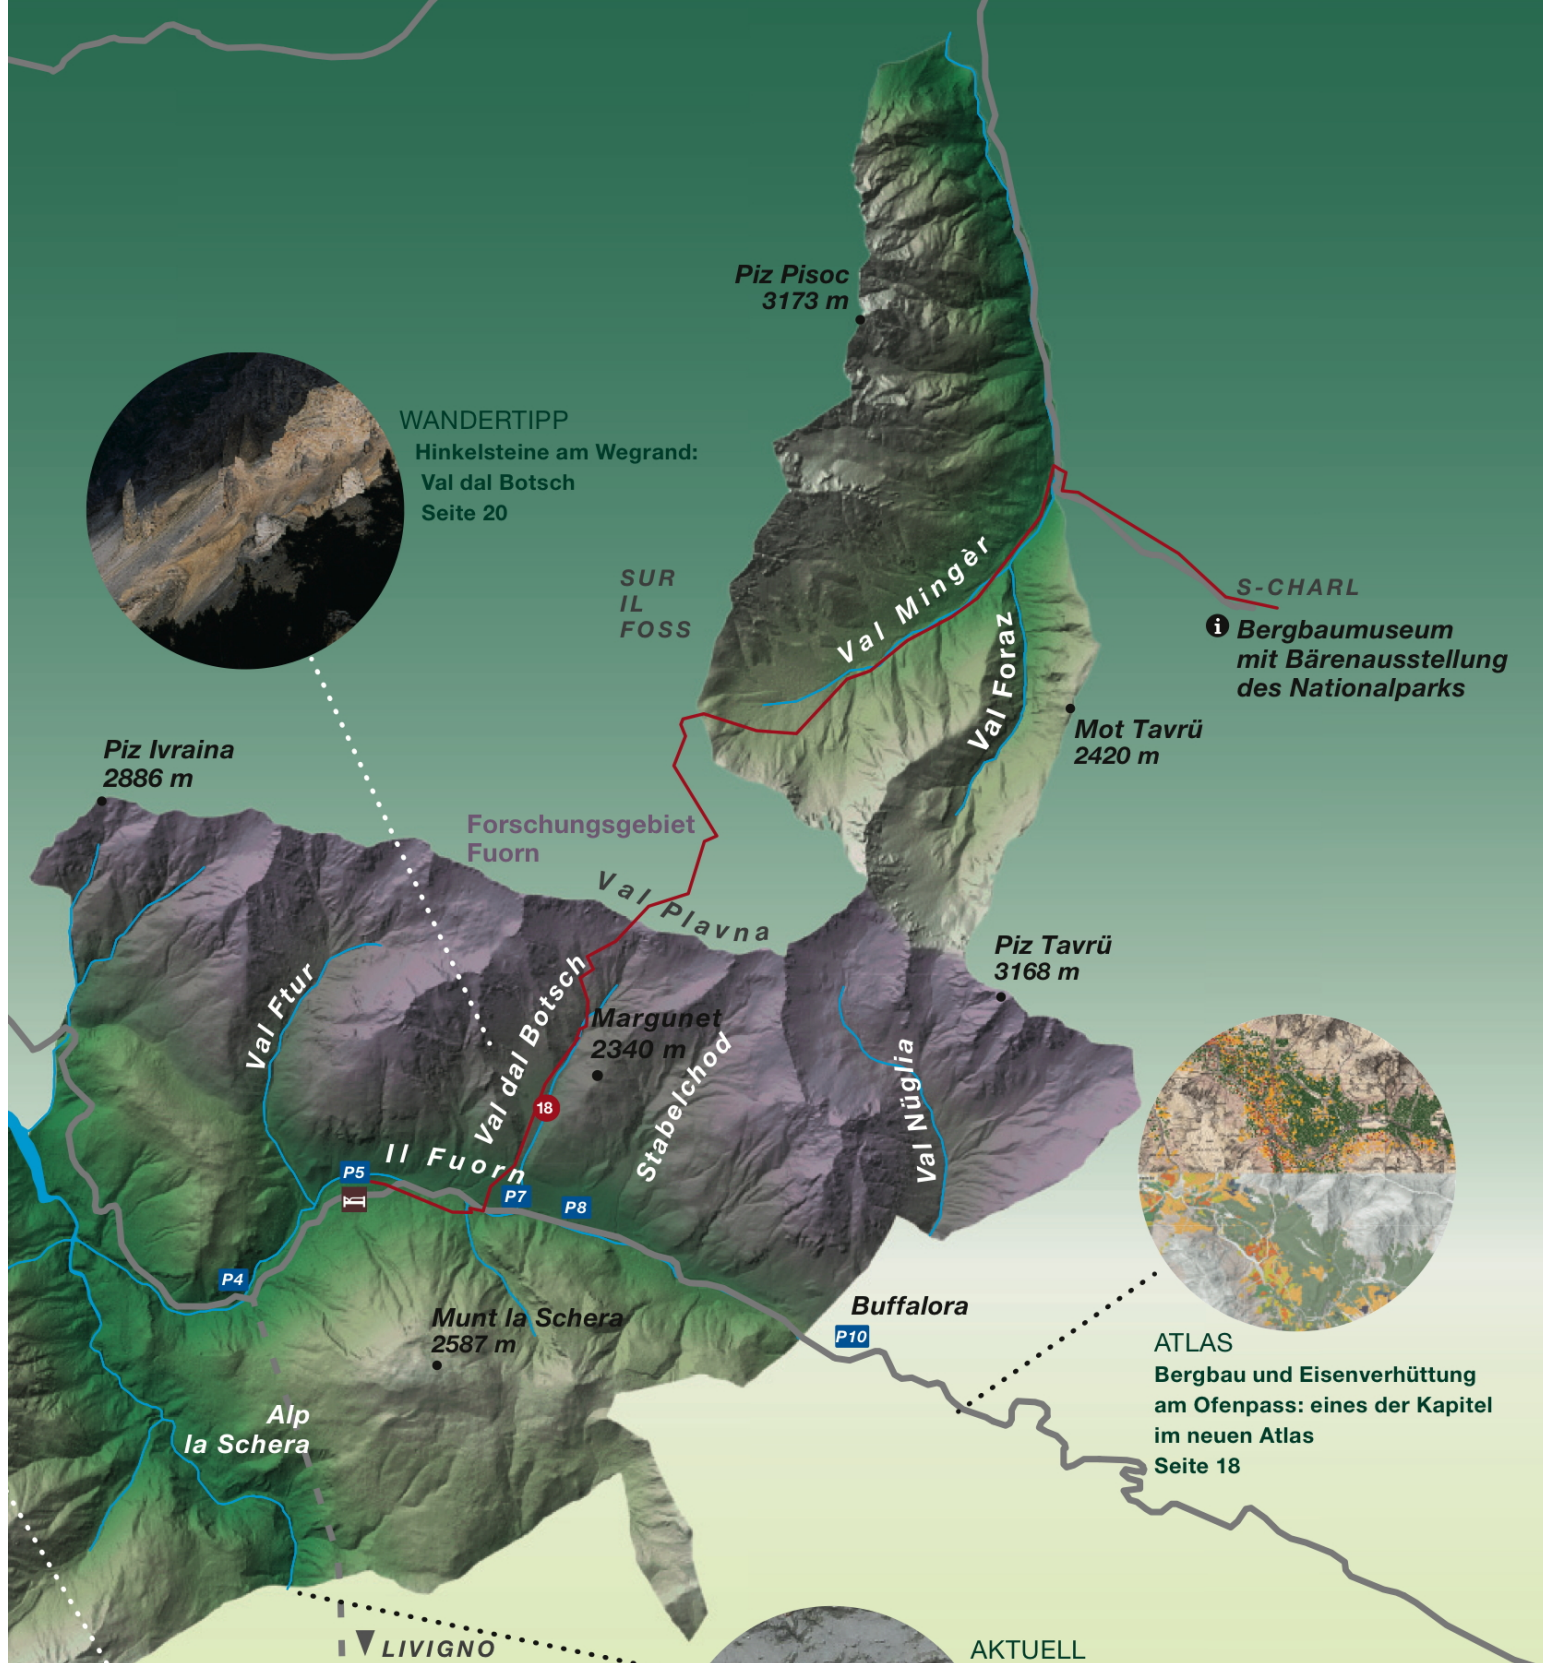 Piz Pisoc
3173 m
WANDERTIPP
Hinkelsteine am Wegrand:
Val dal Botsch
Seite 20
SUR
IL
FOSS
Val Mingèr
Val Foraz
S-CHARL
i
Bergbaumuseum
mit Bärenausstellung
des Nationalparks
Mot Tavrü
2420 m
Piz Ivraina
2886 m
Forschungsgebiet
Fuorn
Val Plavna
Piz Tavrü
3168 m
Val Ftur
Val dal Botsch
Margunet
2340 m
Stabelchod
Val Nüglia
18
Il Fuorn
P5
P7
P8
P4
Munt la Schera
2587 m
Buffalora
P10
ATLAS
Bergbau und Eisenverhüttung
am Ofenpass: eines der Kapitel
im neuen Atlas
Seite 18
Alp
la Schera
LIVIGNO
AKTUELL